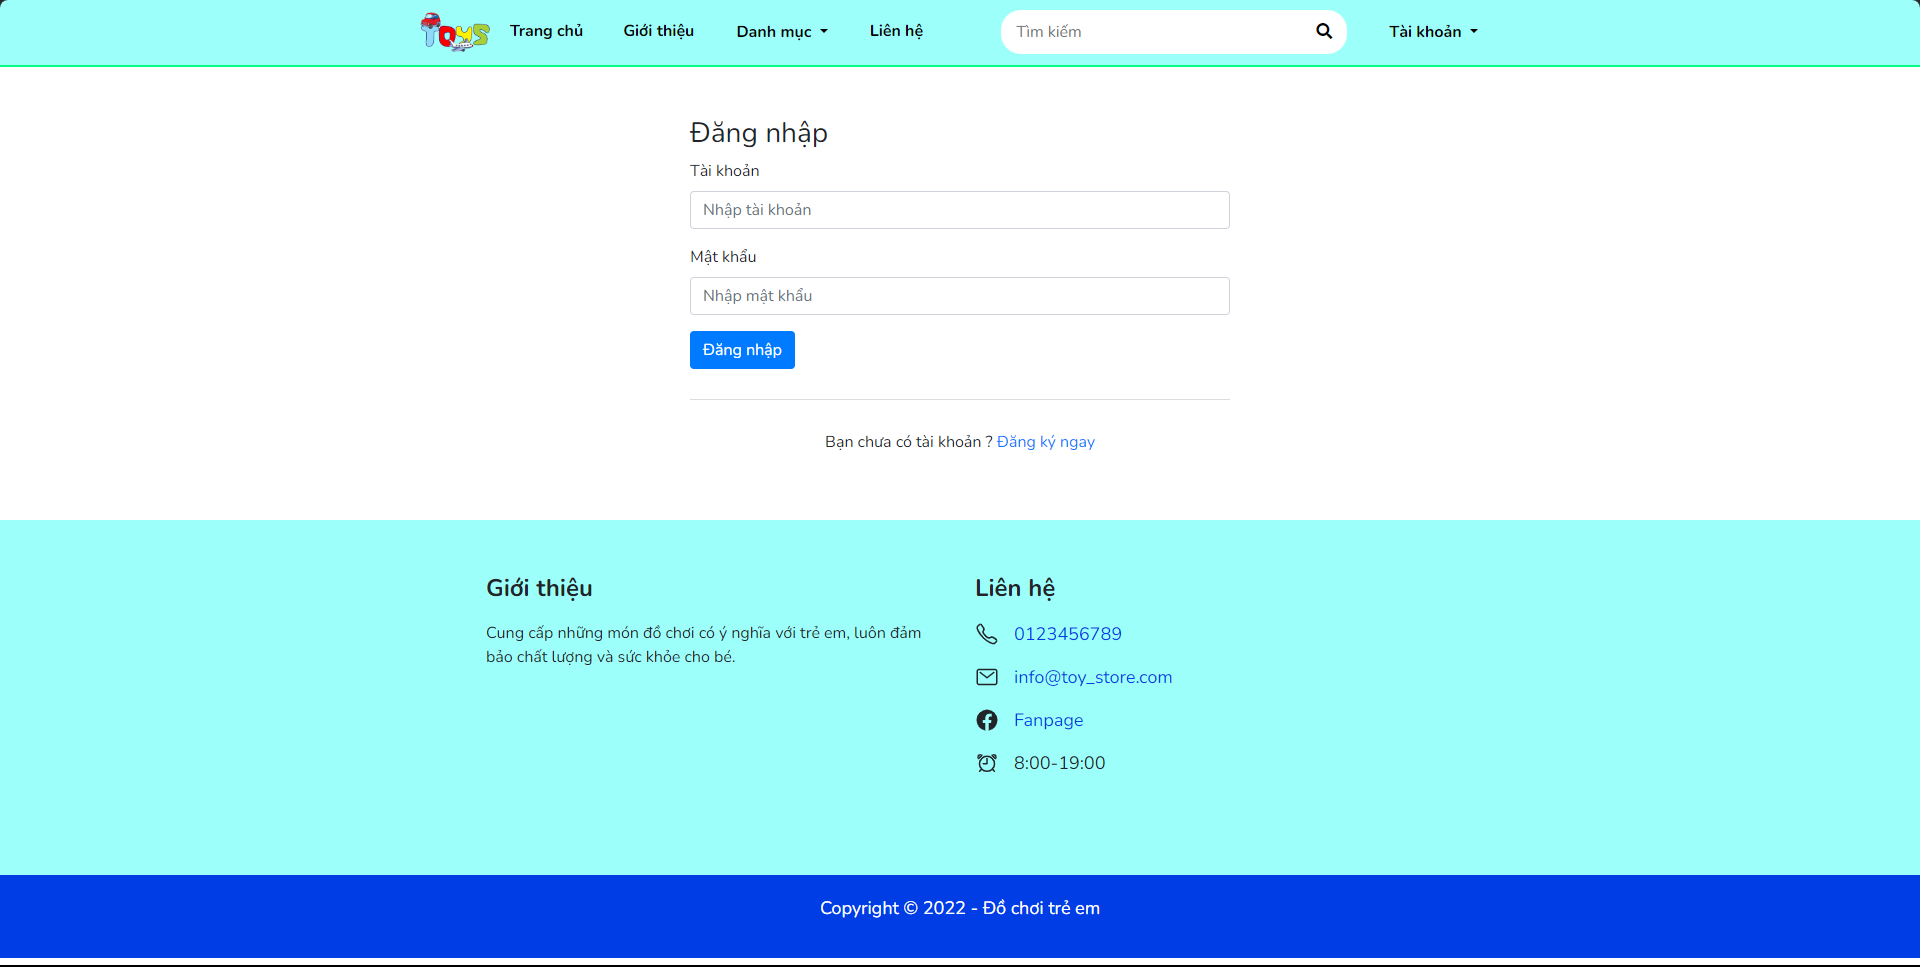 TOYS Trang chủ Giới thiệu Danh mục Liên hệ Tìm kiếm Tài khoản
Đăng nhập
Tài khoản
Nhập tài khoản
Mật khẩu
Nhập mật khẩu
Đăng nhập
Bạn chưa có tài khoản ? Đăng ký ngay
Giới thiệu
Cung cấp những món đồ chơi có ý nghĩa với trẻ em, luôn đảm
bảo chất lượng và sức khỏe cho bé.
Liên hệ
0123456789
info@toy_store.com
Fanpage
8:00-19:00
Copyright © 2022 - Đồ chơi trẻ em